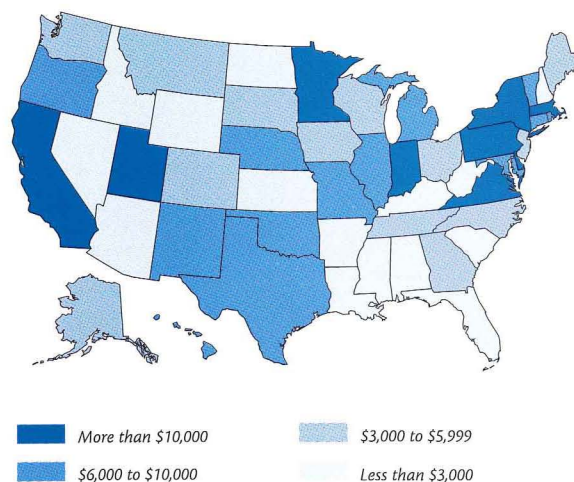 More than $10,000
$6,000 to $10,000
$3,000 to $5,999
Less than $3,000